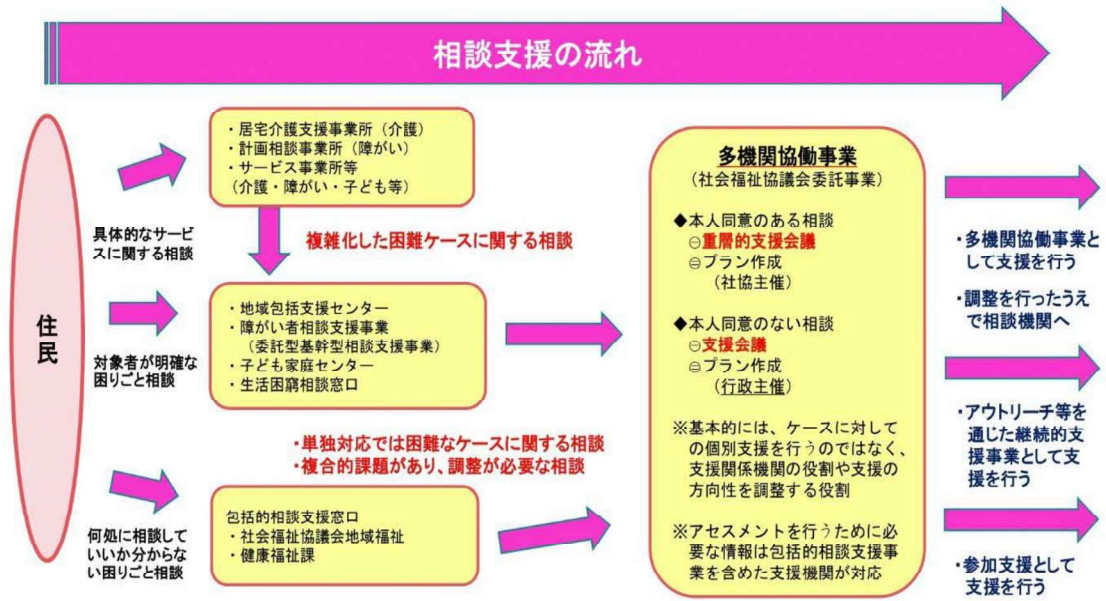 相談支援の流れ
住民
具体的なサービ
スに関する相談
対象者が明確な
困りごと相談
何処に相談して
いいか分からな
い困りごと相談
・居宅介護支援事業所（介護）
・計画相談事業所（障がい）
・サービス事業所等
（介護・障がい・子ども等）
複雑化した困難ケースに関する相談
・地域包括支援センター
・障がい者相談支援事業
（委託型基幹型相談支援事業）
・子ども家庭センター
・生活困窮相談窓口
・単独対応では困難なケースに関する相談
・複合的課題があり、調整が必要な相談
包括的相談支援窓口
・社会福祉協議会地域福祉
・健康福祉課
多機関協働事業
（社会福祉協議会委託事業）
◆本人同意のある相談
⊖重層的支援会議
⊖プラン作成
（社協主催）
◆本人同意のない相談
⊖支援会議
⊖プラン作成
（行政主催）
※基本的には、ケースに対して
の個別支援を行うのではなく、
支援関係機関の役割や支援の
方向性を調整する役割
※アセスメントを行うために必
要な情報は包括的相談支援事
業を含めた支援機関が対応
・多機関協働事業と
して支援を行う
・調整を行ったうえ
で相談機関へ
・アウトリーチ等を
通じた継続的支
援事業として支
援を行う
・参加支援として
支援を行う